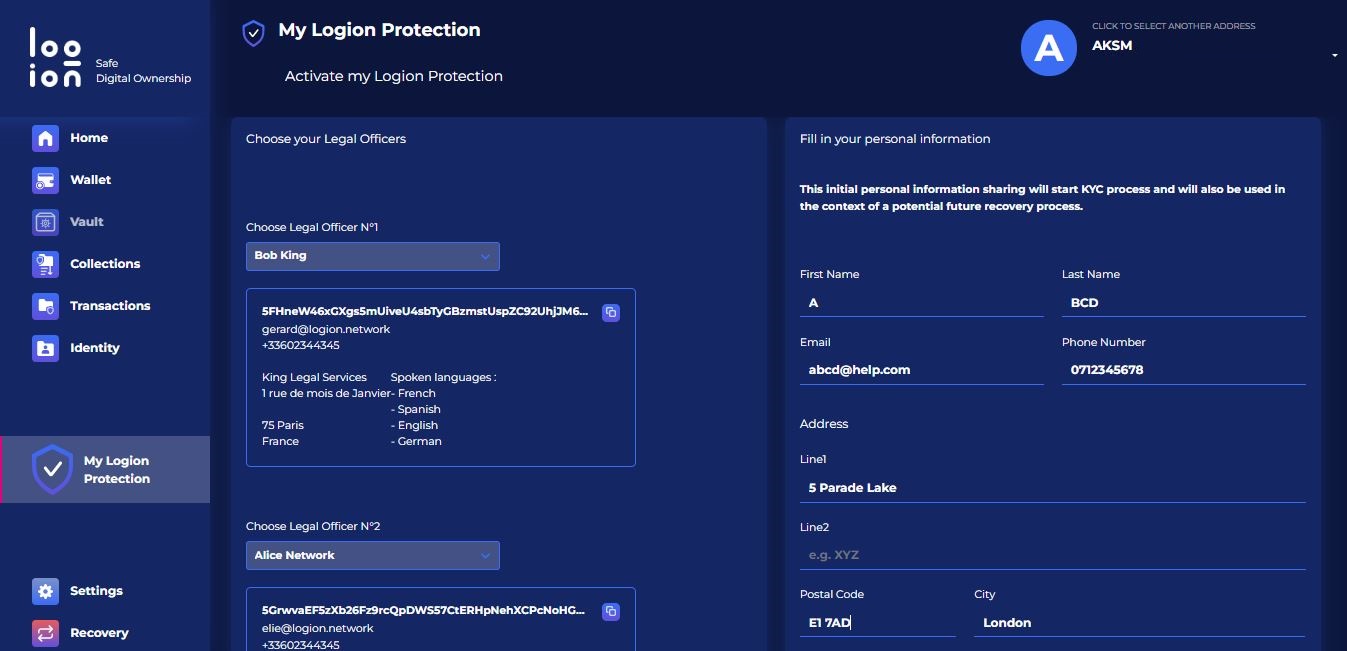 logion
Safe
Digital Ownership
Home
Wallet
Vault
Collections
Transactions
Identity
My Logion
Protection
Settings
Recovery
My Logion Protection
Activate my Logion Protection
A
CLICK TO SELECT ANOTHER ADDRESS
AKSM
Choose your Legal Officers
Choose Legal Officer N°1
Bob King
5FHneW46xGXgs5mUiveU4sbTyGBzmstUspZC92UhjJM6...
gerard@logion.network
+33602344345
King Legal Services
1 rue de mois de Janvier
75 Paris
France
Spoken languages :
- French
- Spanish
- English
- German
Choose Legal Officer N°2
Alice Network
5GrwvaEF5zXb26Fz9rcQpDWS57CtERHpNehXCPcNoHG...
elie@logion.network
+33602344345
Fill in your personal information
This initial personal information sharing will start KYC process and will also be used in
the context of a potential future recovery process.
First Name
A
Last Name
BCD
Email
abcd@help.com
Phone Number
0712345678
Address
Line1
5 Parade Lake
Line2
e.g. XYZ
Postal Code
E1 7AD
City
London